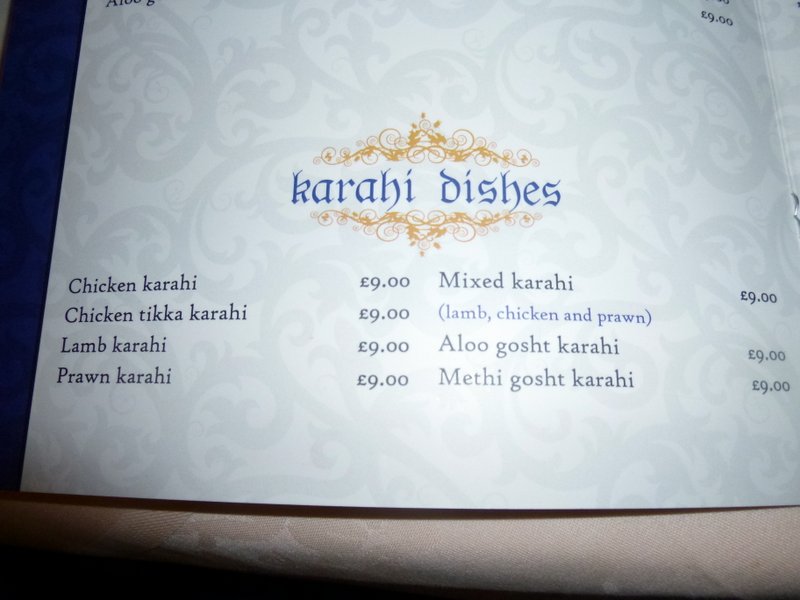 Aloo g
£9.00
karahi dishes
Chicken karahi £9.00
Chicken tikka karahi £9.00
Lamb karahi £9.00
Prawn karahi £9.00
Mixed karahi £9.00
(lamb, chicken and prawn)
Aloo gosht karahi £9.00
Methi gosht karahi £9.00